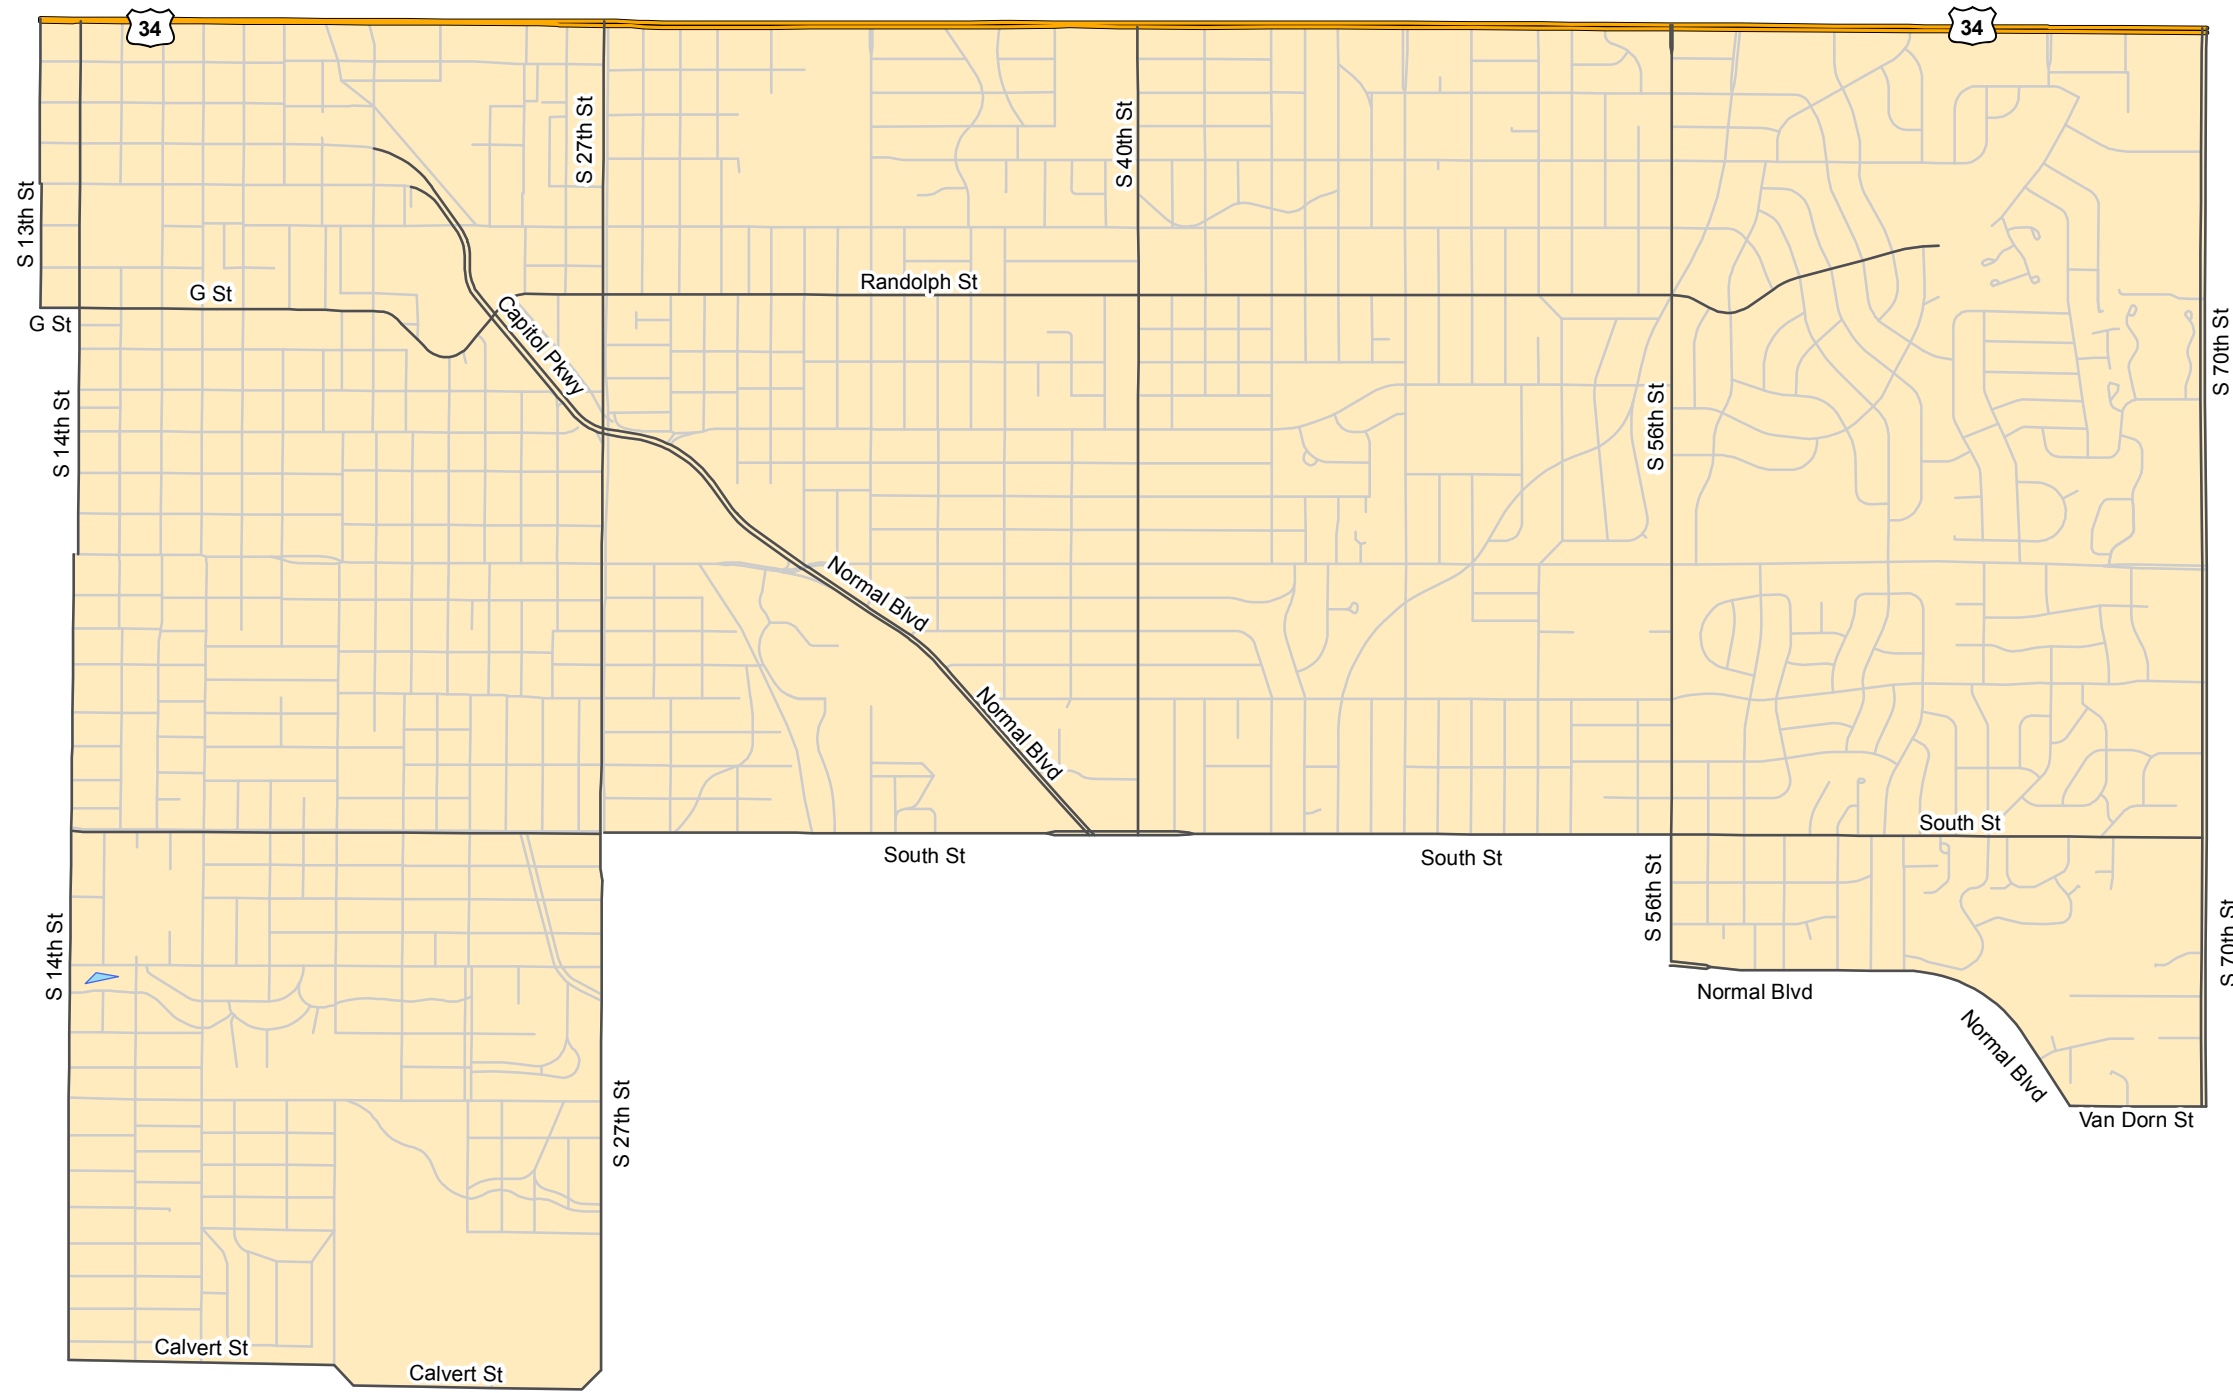 34
34
S 27th St
S 40th St
S 13th St
Randolph St
G St
G St
Capitol Pkwy
S 70th St
S 14th St
S 56th St
Normal Blvd
Normal Blvd
South St
South St
South St
S 56th St
S 14th St
S 70th St
Normal Blvd
Normal Blvd
S 27th St
Van Dorn St
Calvert St
Calvert St